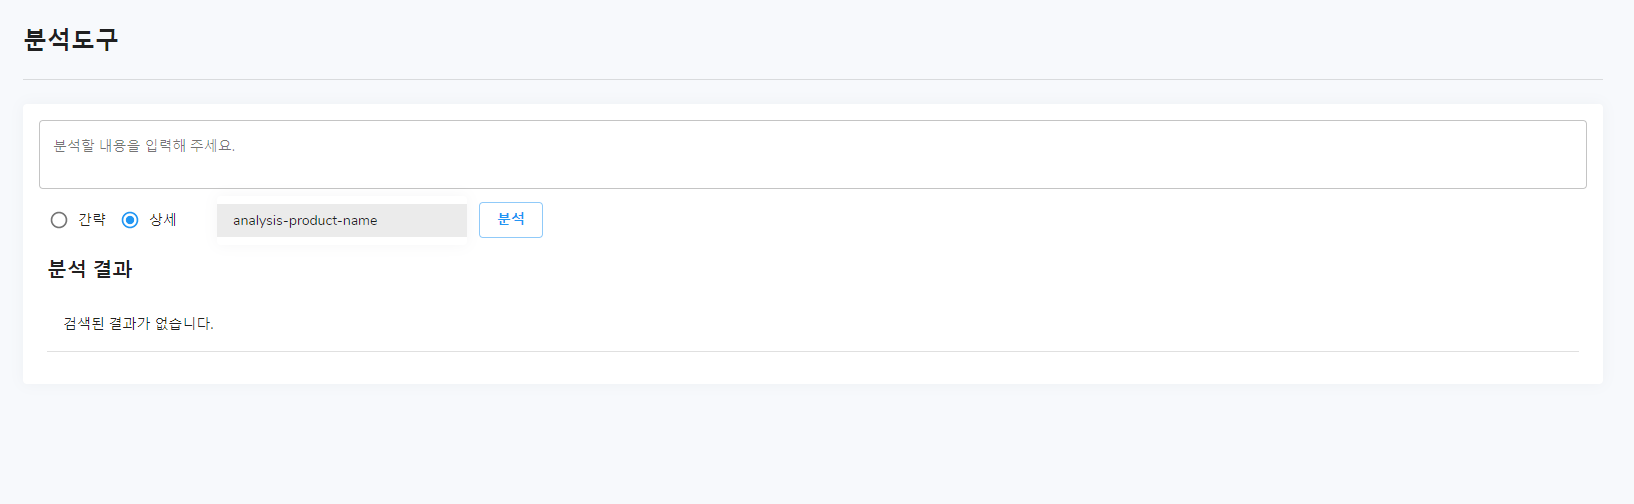 분석도구
분석할 내용을 입력해 주세요.
간략 상세 analysis-product-name 분석
분석 결과
검색된 결과가 없습니다.